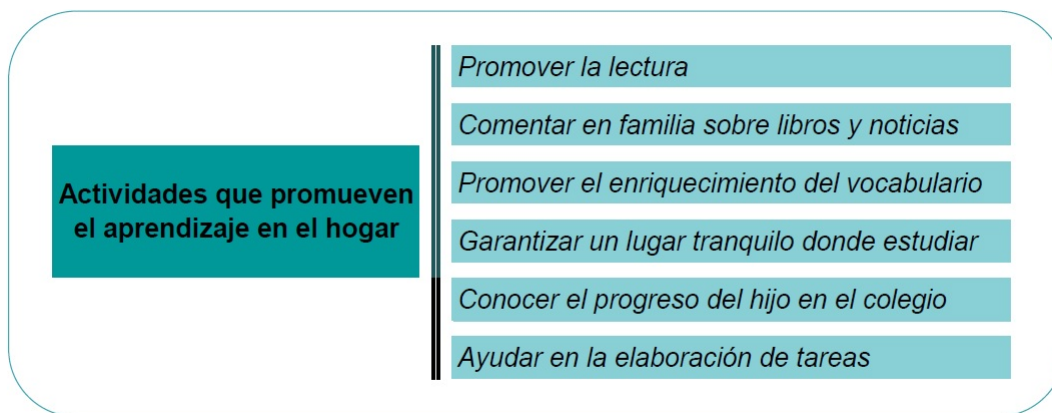 Actividades que promueven
el aprendizaje en el hogar
Promover la lectura
Comentar en familia sobre libros y noticias
Promover el enriquecimiento del vocabulario
Garantizar un lugar tranquilo donde estudiar
Conocer el progreso del hijo en el colegio
Ayudar en la elaboración de tareas